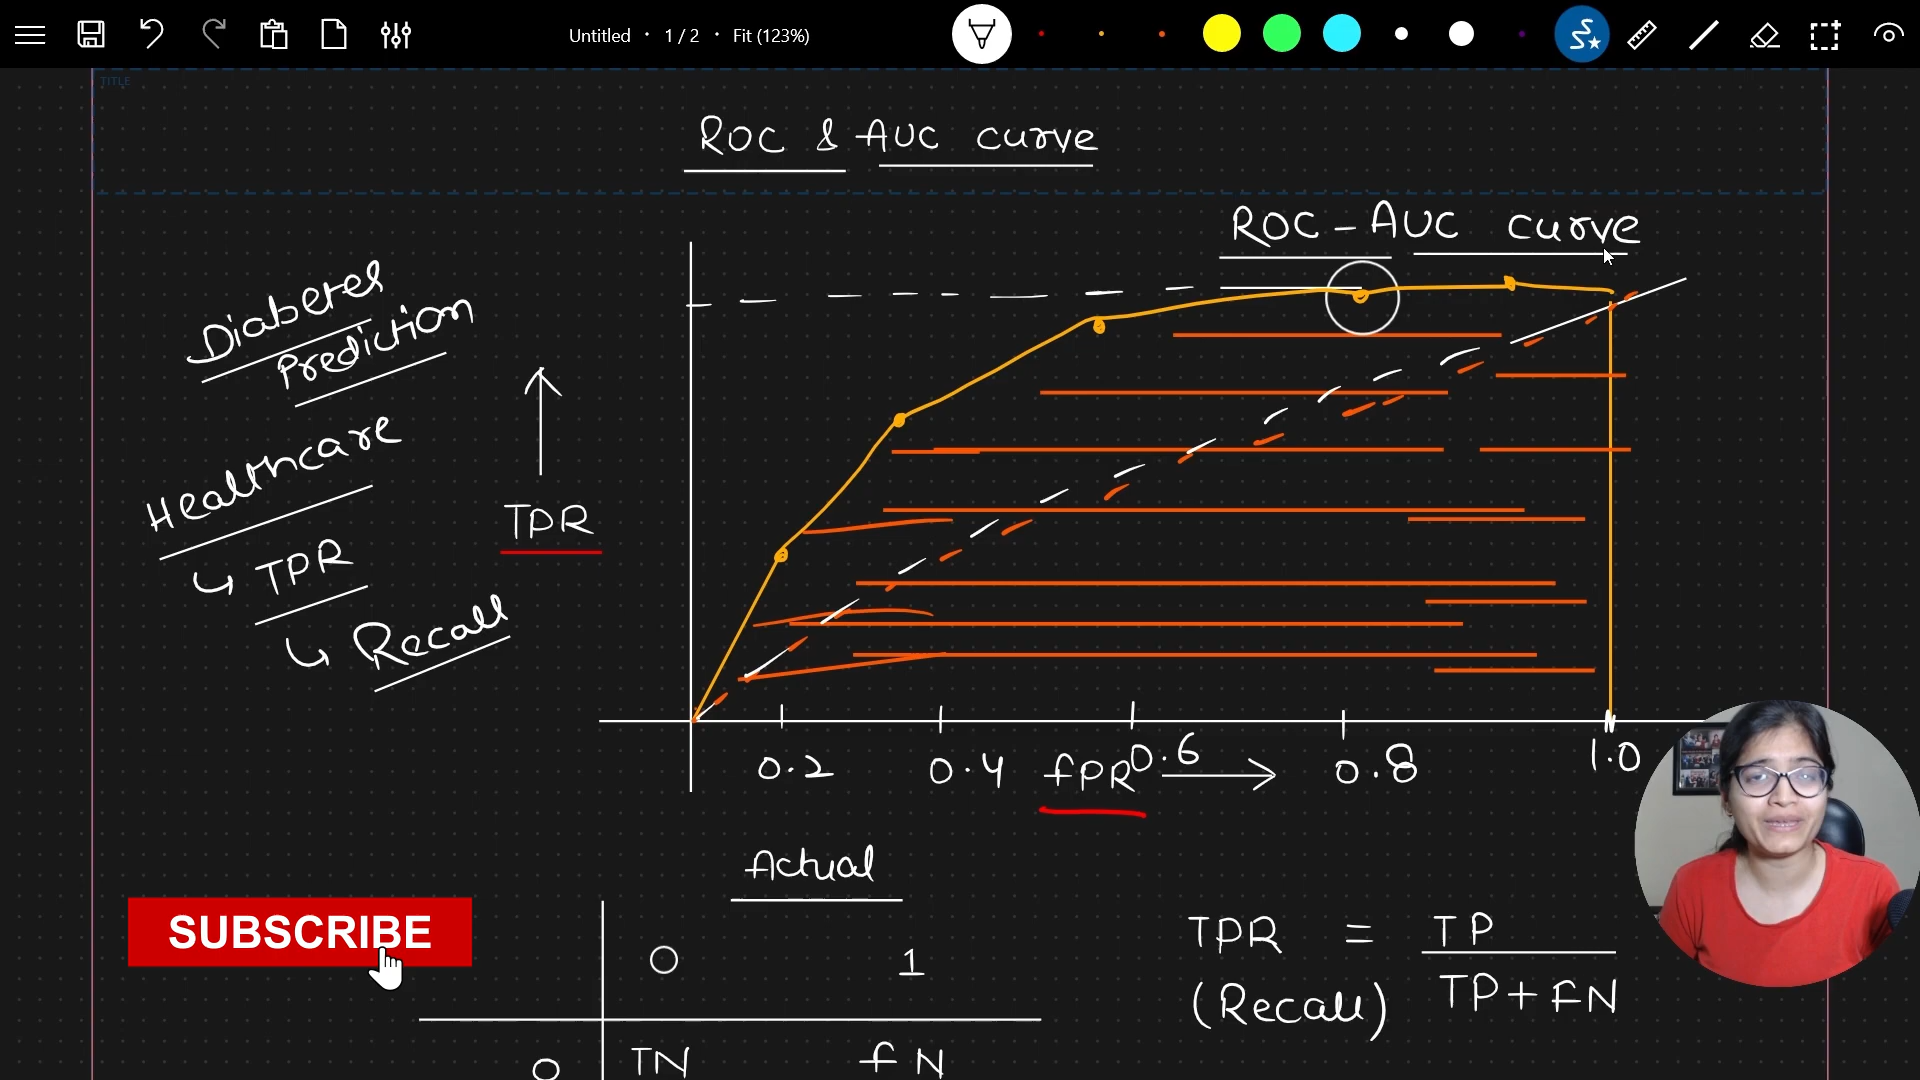 Untitled • 1 / 2 • Fit (123%)
TITLE
ROC & AUC curve
ROC - AUC curve
Diabetes
Prediction
Healthcare
↳ TPR
↳ Recall
TPR
0.2 0.4 fPR 0.6 0.8 1.0
Actual
0 1
0 TN fN
TPR = TP
(Recall) TP + FN
SUBSCRIBE